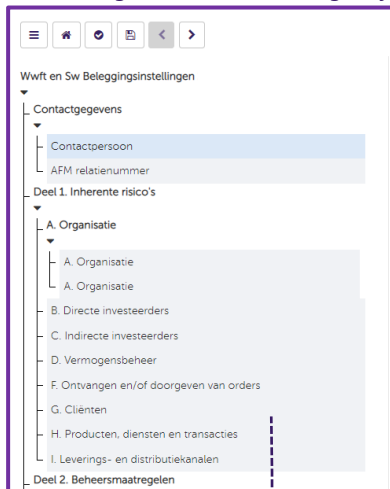 Wwft en Sw Beleggingsinstellingen
Contactgegevens
Contactpersoon
AFM relatienummer
Deel 1. Inherente risico's
A. Organisatie
A. Organisatie
A. Organisatie
B. Directe investeerders
C. Indirecte investeerders
D. Vermogensbeheer
F. Ontvangen en/of doorgeven van orders
G. Cliënten
H. Producten, diensten en transacties
I. Leverings- en distributiekanalen
Deel 2. Beheersmaatregelen